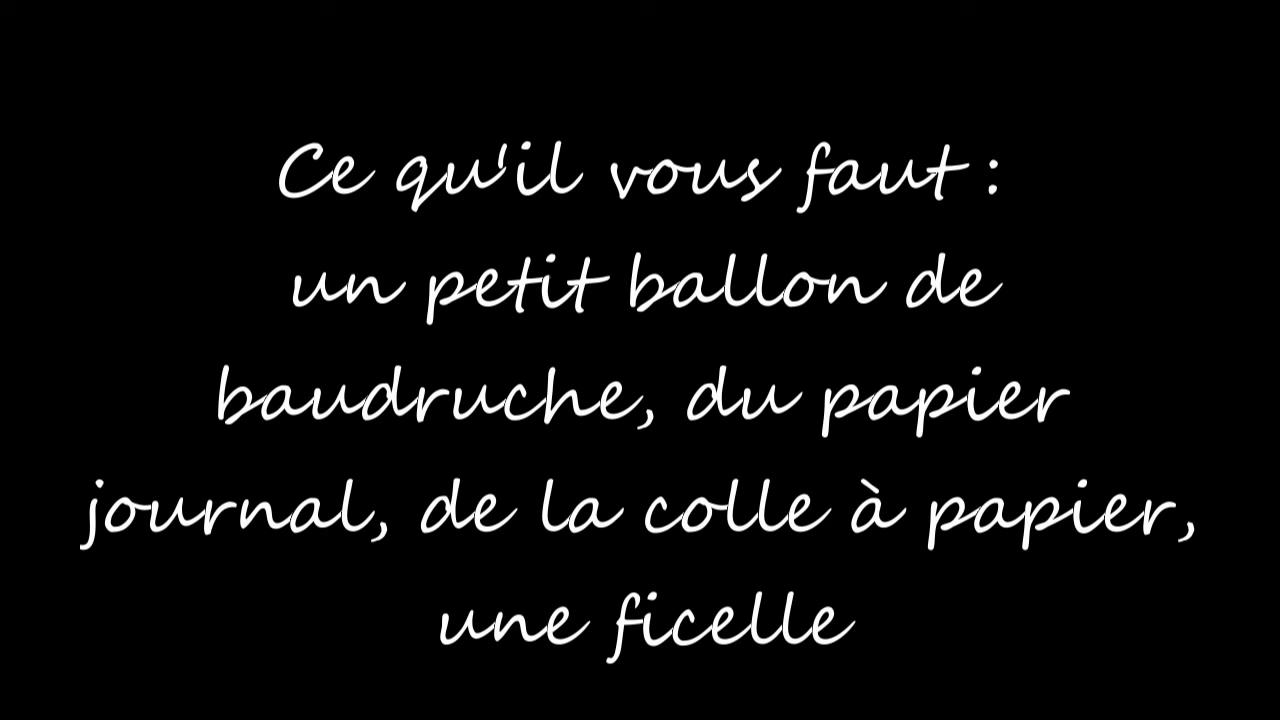 Ce qu'il vous faut :
un petit ballon de
baudruche, du papier
journal, de la colle à papier,
une ficelle